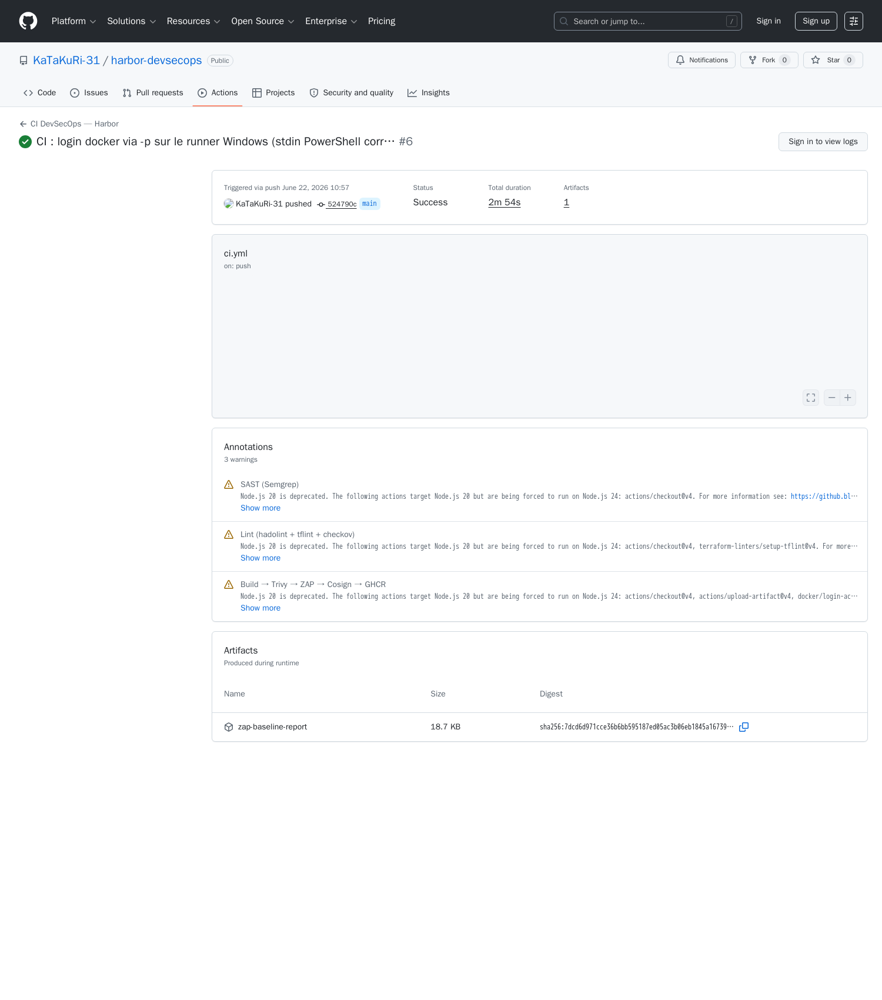 Platform Solutions Resources Open Source Enterprise Pricing Search or jump to... / Sign in Sign up
KaTaKuRi-31 / harbor-devsecops Public Notifications Fork 0 Star 0
Code Issues Pull requests Actions Projects Security and quality Insights
CI DevSecOps — Harbor
CI : login docker via -p sur le runner Windows (stdin PowerShell corr… #6 Sign in to view logs
Triggered via push June 22, 2026 10:57 Status Total duration Artifacts
KaTaKuRi-31 pushed 524790c main Success 2m 54s 1
ci.yml
on: push
Annotations
3 warnings
SAST (Semgrep)
Node.js 20 is deprecated. The following actions target Node.js 20 but are being forced to run on Node.js 24: actions/checkout@v4. For more information see: https://github.bl…
Show more
Lint (hadolint + tflint + checkov)
Node.js 20 is deprecated. The following actions target Node.js 20 but are being forced to run on Node.js 24: actions/checkout@v4, terraform-linters/setup-tflint@v4. For more…
Show more
Build → Trivy → ZAP → Cosign → GHCR
Node.js 20 is deprecated. The following actions target Node.js 20 but are being forced to run on Node.js 24: actions/checkout@v4, actions/upload-artifact@v4, docker/login-ac…
Show more
Artifacts
Produced during runtime
Name Size Digest
zap-baseline-report 18.7 KB sha256:7dcd6d971cce36b6bb595187ed05ac3b06eb1845a16739…